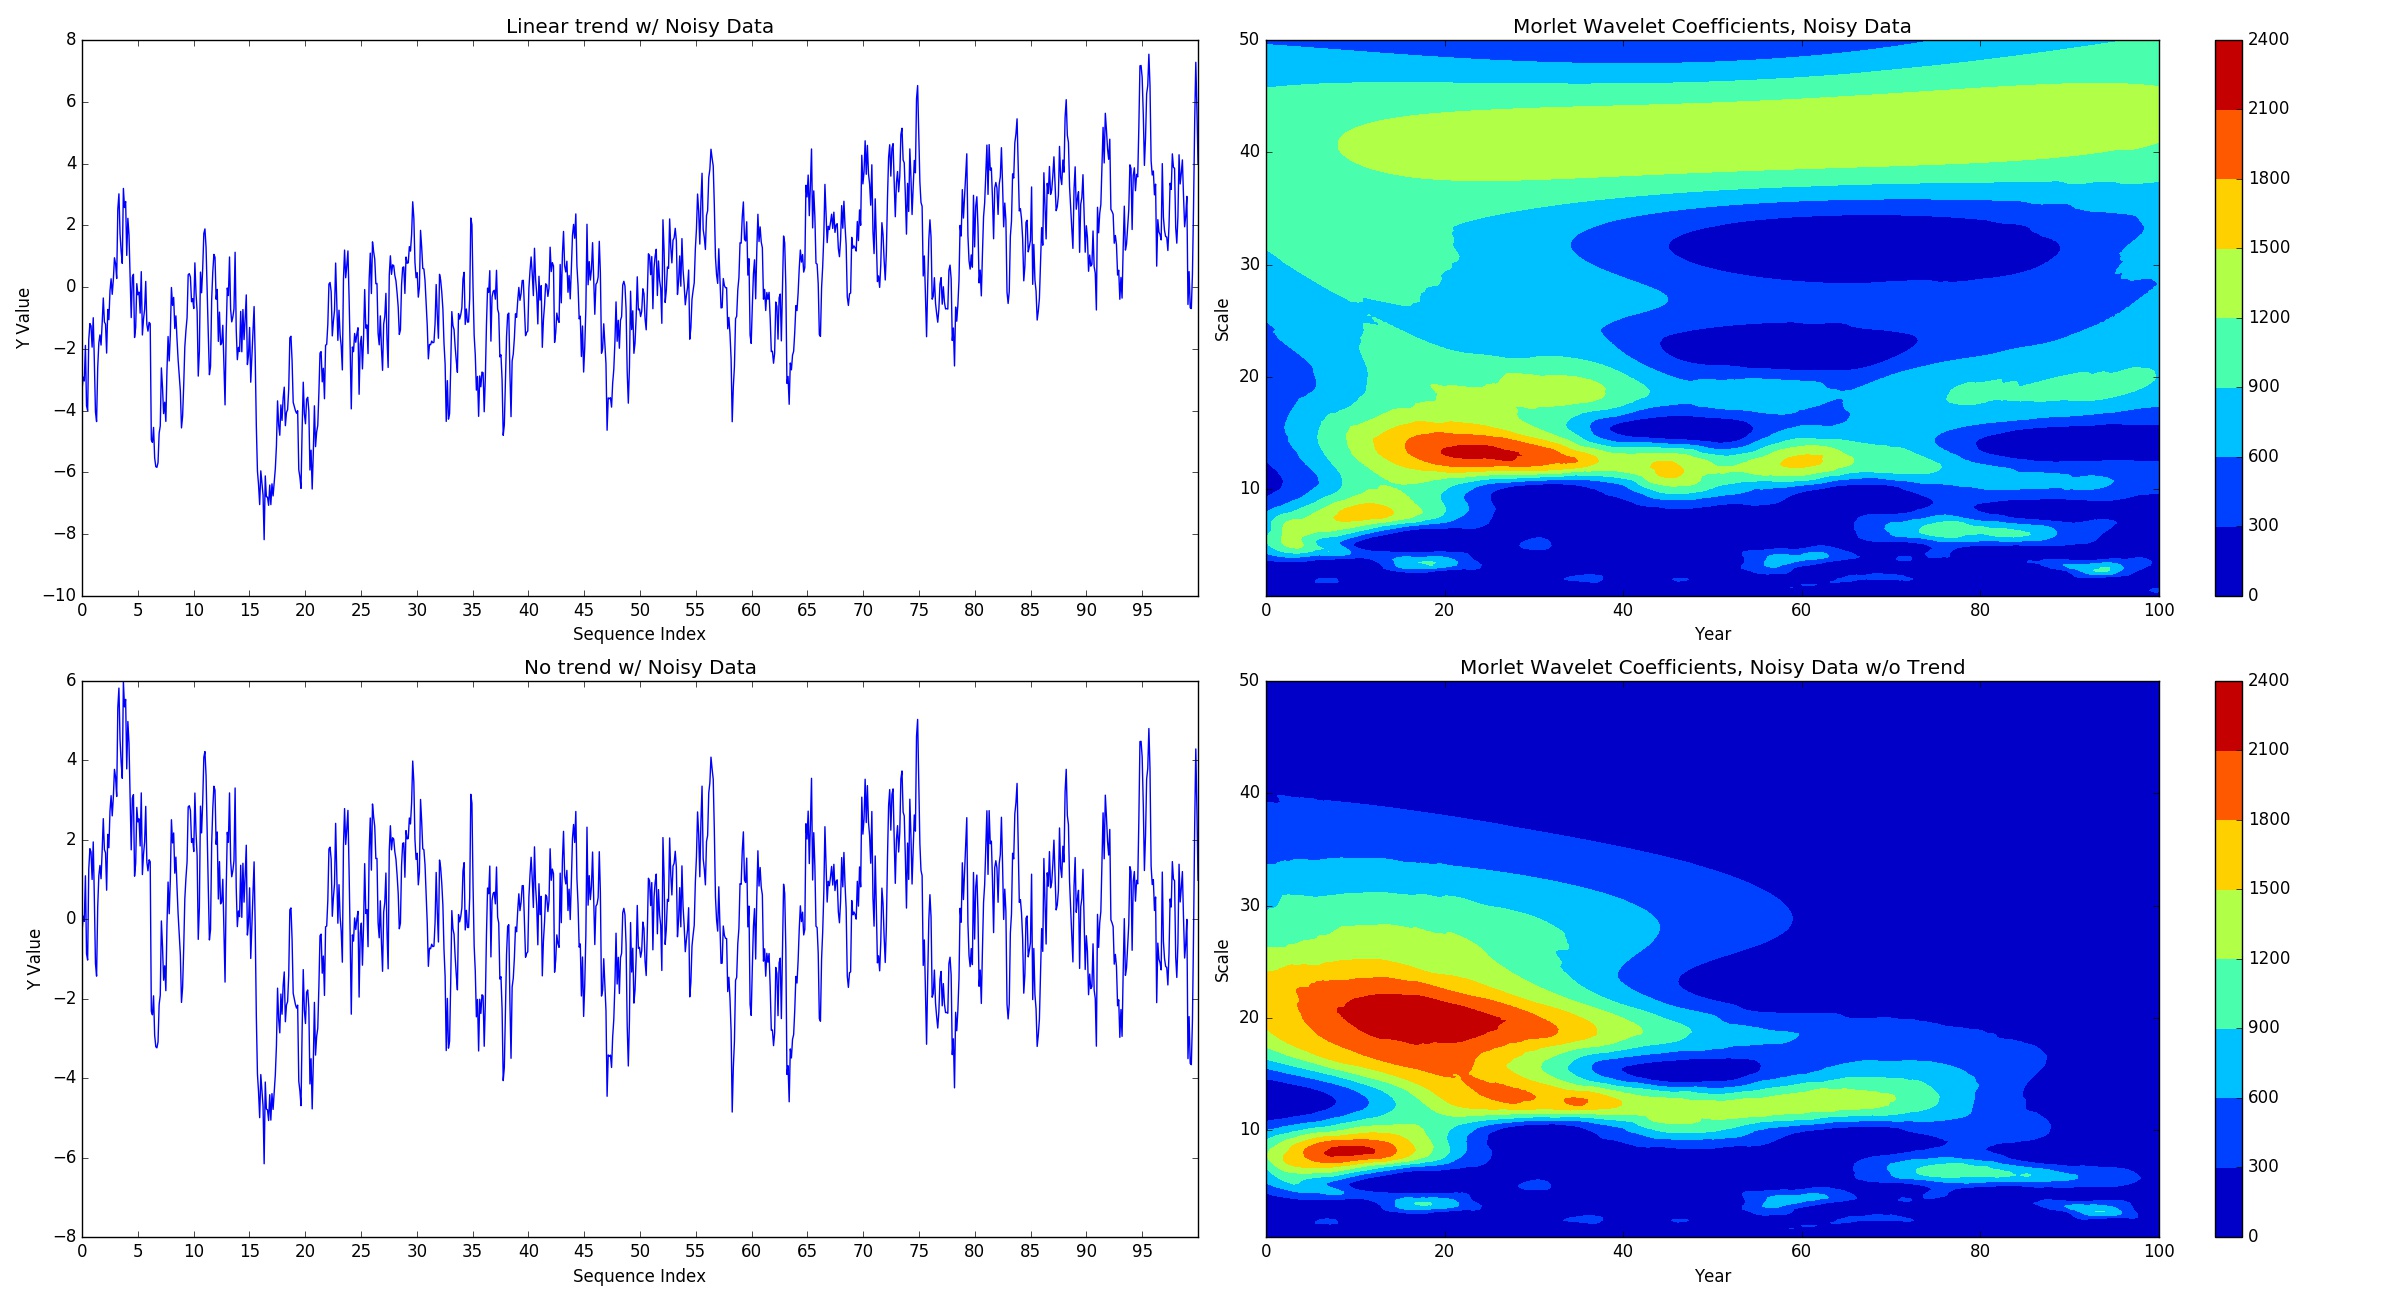 Linear trend w/ Noisy Data
8
6
4
2
0
−2
−4
−6
−8
−10
Y Value
0 5 10 15 20 25 30 35 40 45 50 55 60 65 70 75 80 85 90 95
Sequence Index
Morlet Wavelet Coefficients, Noisy Data
50
40
30
20
10
Scale
0 20 40 60 80 100
Year
2400
2100
1800
1500
1200
900
600
300
0
No trend w/ Noisy Data
6
4
2
0
−2
−4
−6
−8
Y Value
0 5 10 15 20 25 30 35 40 45 50 55 60 65 70 75 80 85 90 95
Sequence Index
Morlet Wavelet Coefficients, Noisy Data w/o Trend
50
40
30
20
10
Scale
0 20 40 60 80 100
Year
2400
2100
1800
1500
1200
900
600
300
0